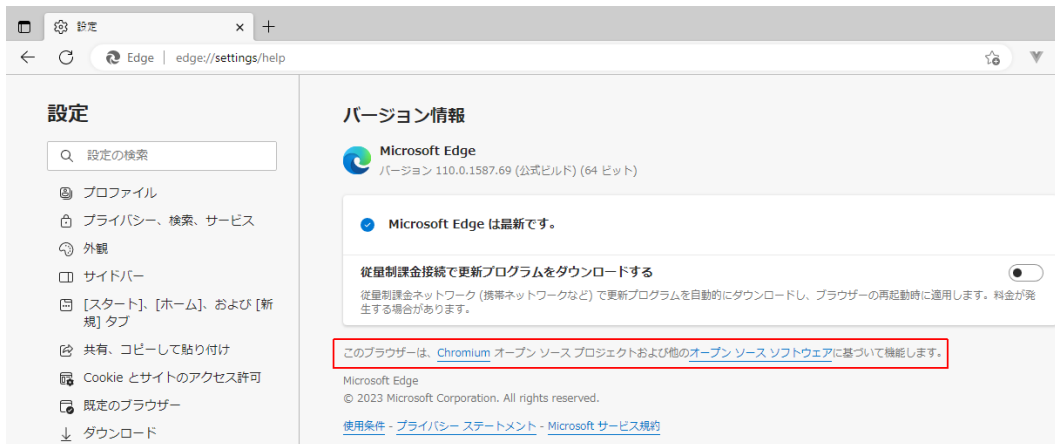 設定
Edge | edge://settings/help
設定
設定の検索
プロファイル
プライバシー、検索、サービス
外観
サイドバー
[スタート]、[ホーム]、および [新
規] タブ
共有、コピーして貼り付け
Cookie とサイトのアクセス許可
既定のブラウザー
ダウンロード
バージョン情報
Microsoft Edge
バージョン 110.0.1587.69 (公式ビルド) (64 ビット)
Microsoft Edge は最新です。
従量制課金接続で更新プログラムをダウンロードする
従量制課金ネットワーク (携帯ネットワークなど) で更新プログラムを自動的にダウンロードし、ブラウザーの再起動時に適用します。料金が発
生する場合があります。
このブラウザーは、Chromium オープン ソース プロジェクトおよび他のオープン ソース ソフトウェアに基づいて機能します。
Microsoft Edge
© 2023 Microsoft Corporation. All rights reserved.
使用条件 - プライバシー ステートメント - Microsoft サービス規約